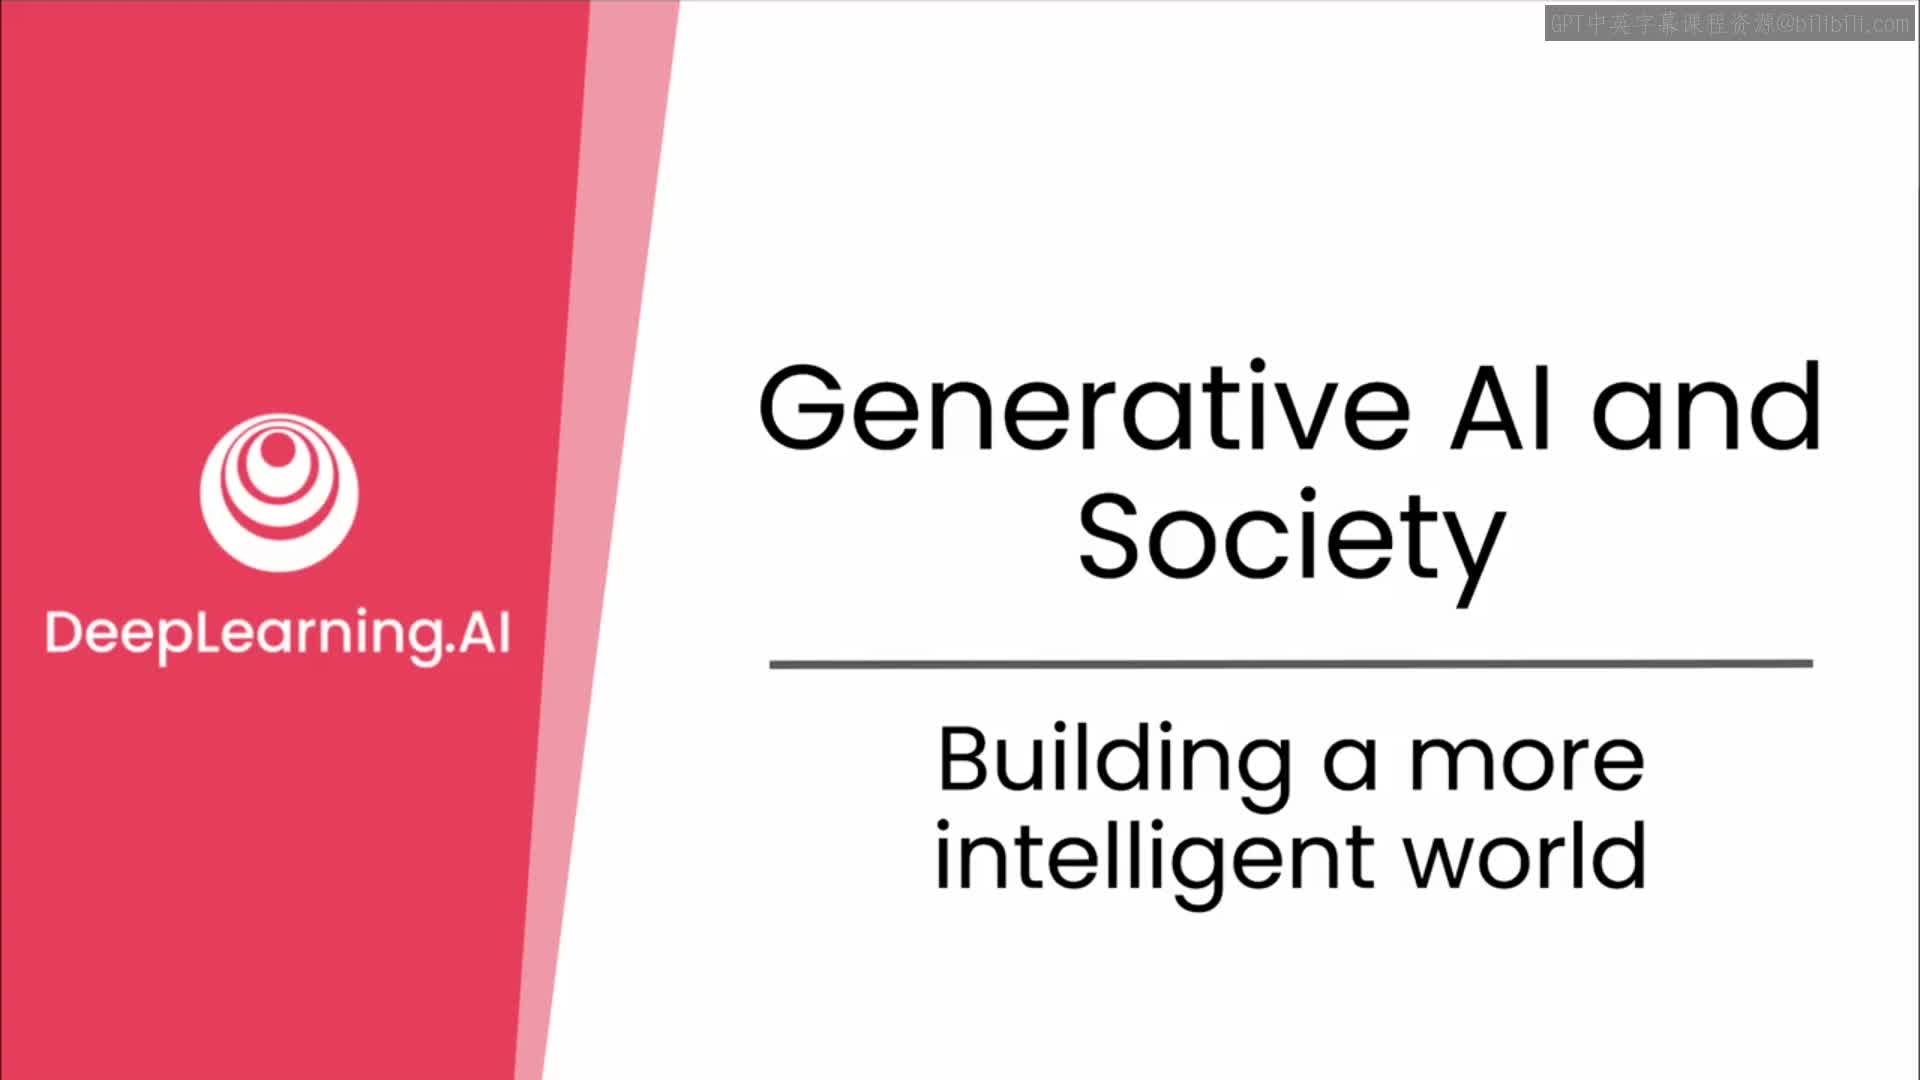 GPT中英字幕课程资源@bilibili.com
Generative AI and
Society
DeepLearning.AI
Building a more
intelligent world